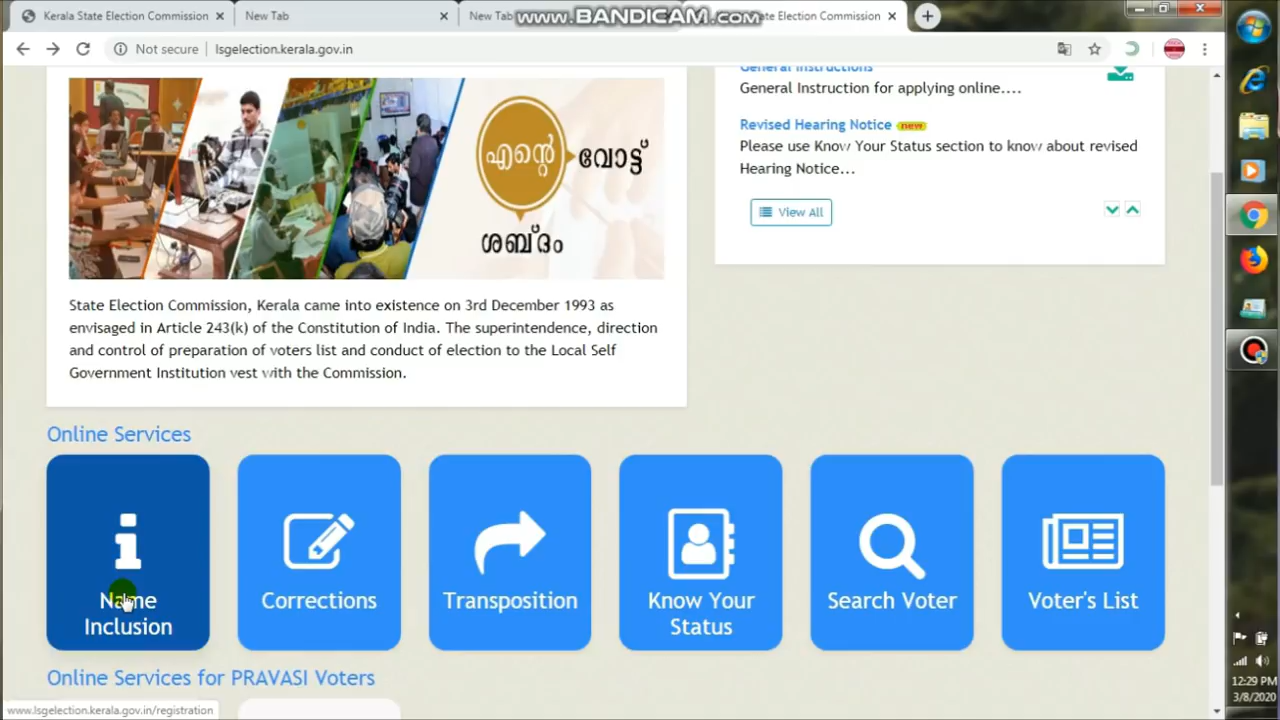 Kerala State Election Commission
New Tab
New Tab
www.BANDICAM.com
State Election Commission
Not secure
lsgelection.kerala.gov.in
General Instructions
General Instruction for applying online....
Revised Hearing Notice new
Please use Know Your Status section to know about revised
Hearing Notice...
View All
എന്റെ വോട്ട്
ശബ്ദം
State Election Commission, Kerala came into existence on 3rd December 1993 as
envisaged in Article 243(k) of the Constitution of India. The superintendence, direction
and control of preparation of voters list and conduct of election to the Local Self
Government Institution vest with the Commission.
Online Services
Name
Inclusion
Corrections
Transposition
Know Your
Status
Search Voter
Voter's List
Online Services for PRAVASI Voters
www.lsgelection.kerala.gov.in/registration
12:29 PM
3/8/2020